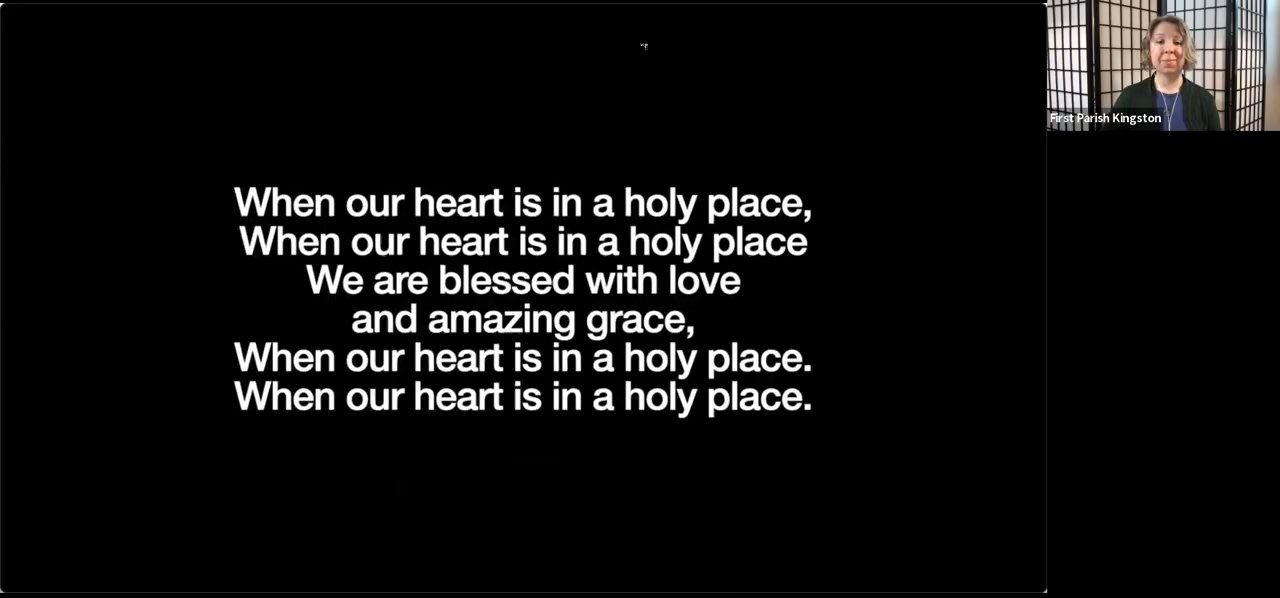 When our heart is in a holy place,
When our heart is in a holy place
We are blessed with love
and amazing grace,
When our heart is in a holy place.
When our heart is in a holy place.
First Parish Kingston